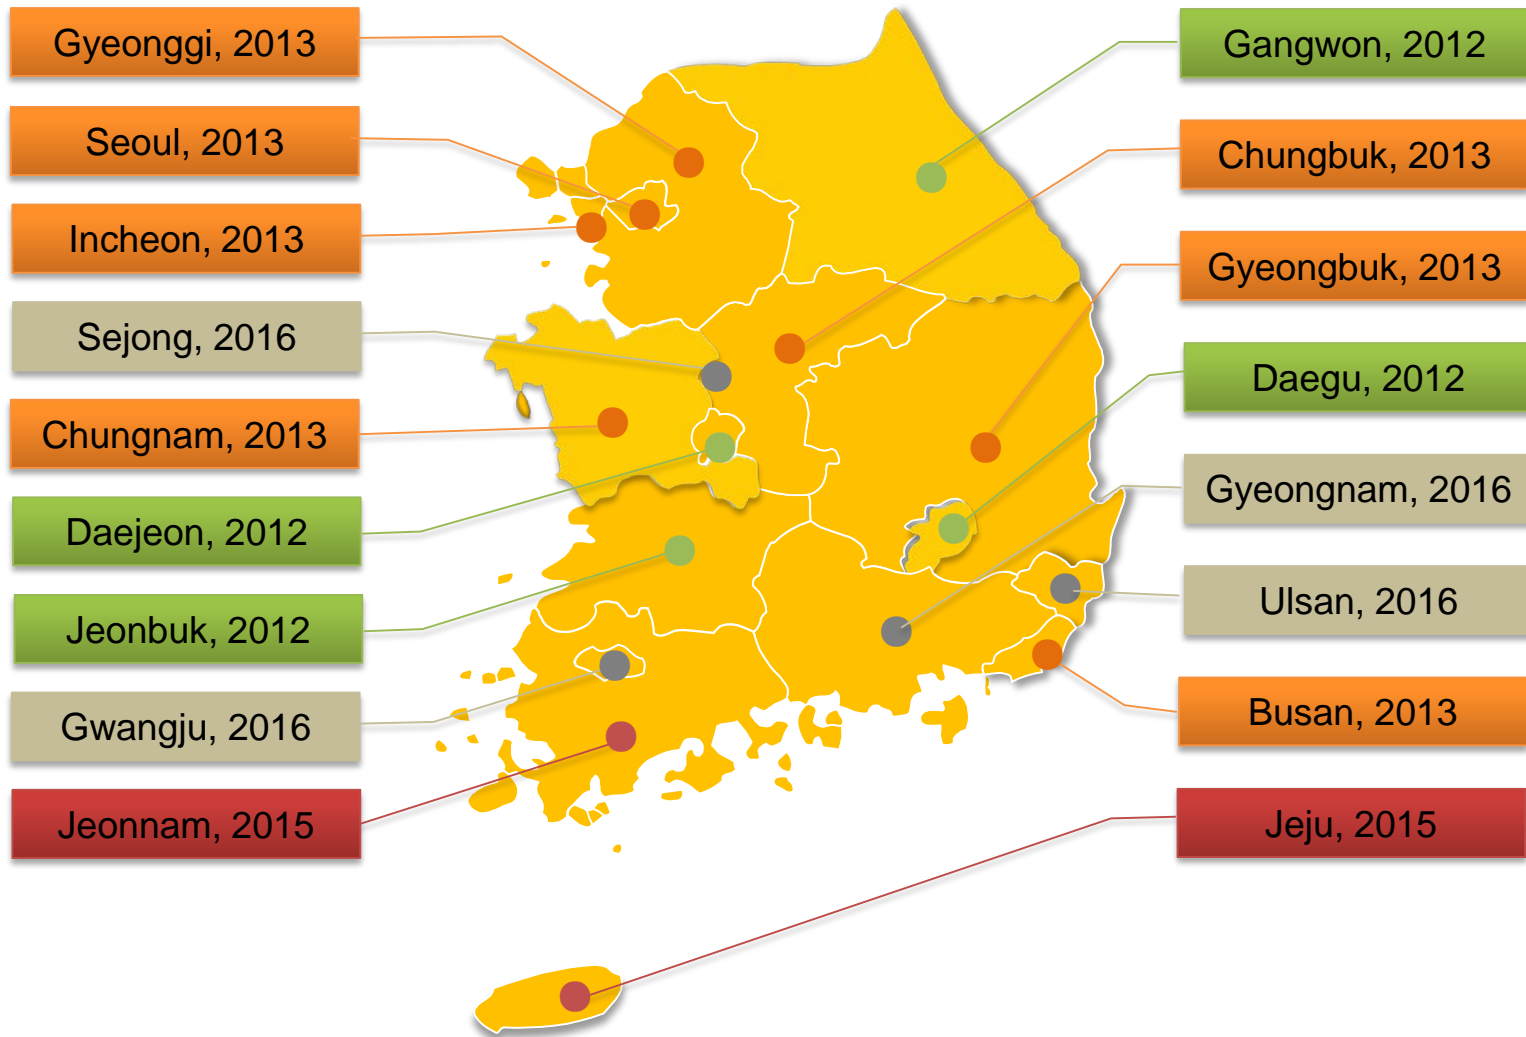 Gyeonggi, 2013
Seoul, 2013
Incheon, 2013
Sejong, 2016
Chungnam, 2013
Daejeon, 2012
Jeonbuk, 2012
Gwangju, 2016
Jeonnam, 2015
Gangwon, 2012
Chungbuk, 2013
Gyeongbuk, 2013
Daegu, 2012
Gyeongnam, 2016
Ulsan, 2016
Busan, 2013
Jeju, 2015